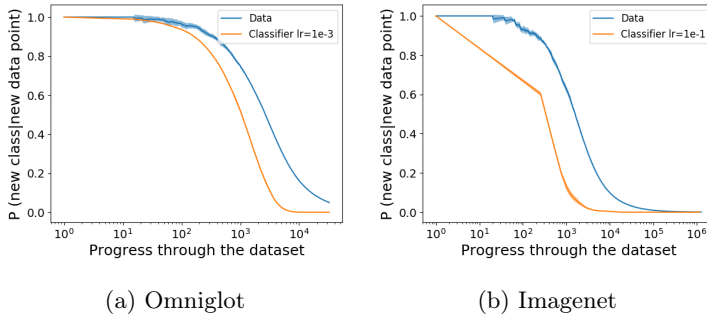 P (new class|new data point)
1.0
0.8
0.6
0.4
0.2
0.0
Data
Classifier lr=1e-3
10⁰ 10¹ 10² 10³ 10⁴
Progress through the dataset
(a) Omniglot
P (new class|new data point)
1.0
0.8
0.6
0.4
0.2
0.0
Data
Classifier lr=1e-1
10⁰ 10¹ 10² 10³ 10⁴ 10⁵ 10⁶
Progress through the dataset
(b) Imagenet